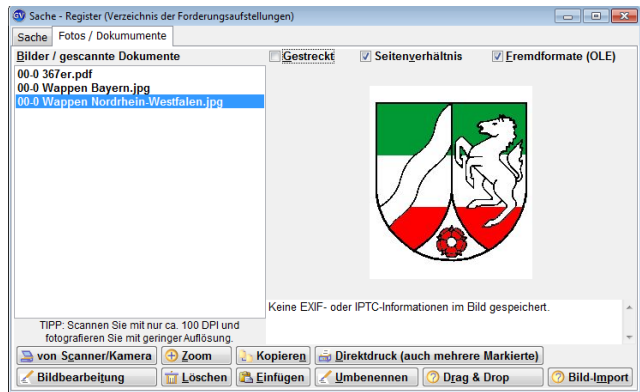 GV Sache - Register (Verzeichnis der Forderungsaufstellungen)
Sache Fotos / Dokumumente
Bilder / gescannte Dokumente Gestreckt Seitenverhältnis Fremdformate (OLE)
00-0 367er.pdf
00-0 Wappen Bayern.jpg
00-0 Wappen Nordrhein-Westfalen.jpg
Keine EXIF- oder IPTC-Informationen im Bild gespeichert.
TIPP: Scannen Sie mit nur ca. 100 DPI und
fotografieren Sie mit geringer Auflösung.
von Scanner/Kamera Zoom Kopieren Direktdruck (auch mehrere Markierte)
Bildbearbeitung Löschen Einfügen Umbenennen Drag & Drop Bild-Import